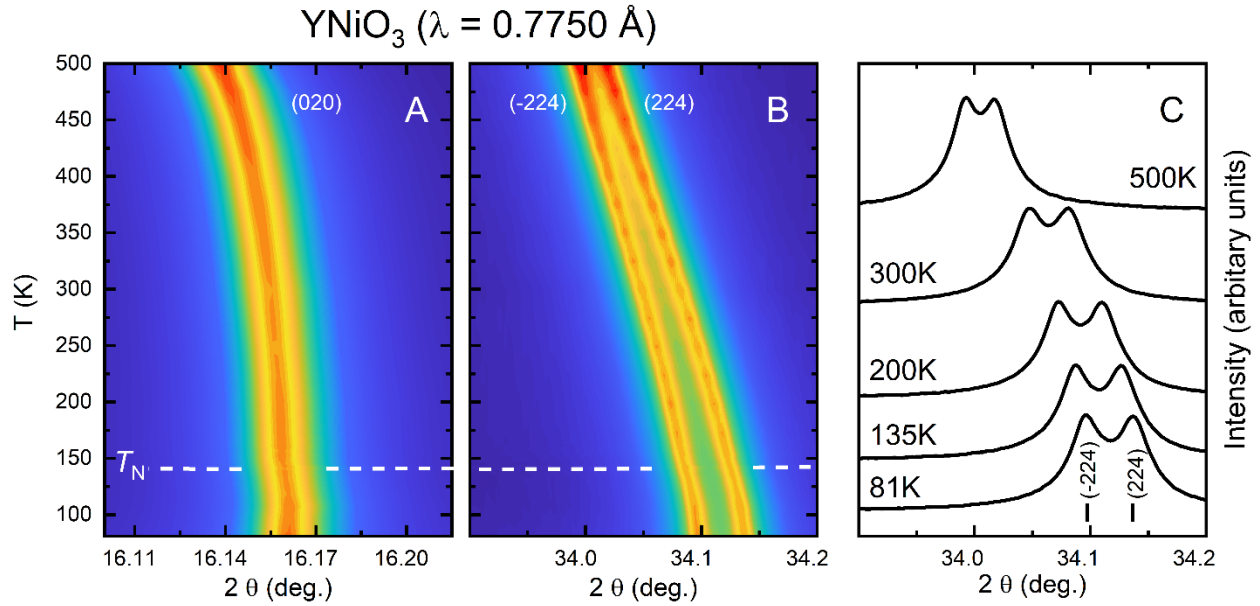 YNiO3 (λ = 0.7750 Å)
500
450
400
350
300
250
200
150
100
T (K)
A
(020)
TN
16.11
16.14
16.17
16.20
2 θ (deg.)
B
(-224)
(224)
34.0
34.1
34.2
2 θ (deg.)
C
500K
300K
200K
135K
81K
(-224)
(224)
34.0
34.1
34.2
2 θ (deg.)
Intensity (arbitary units)